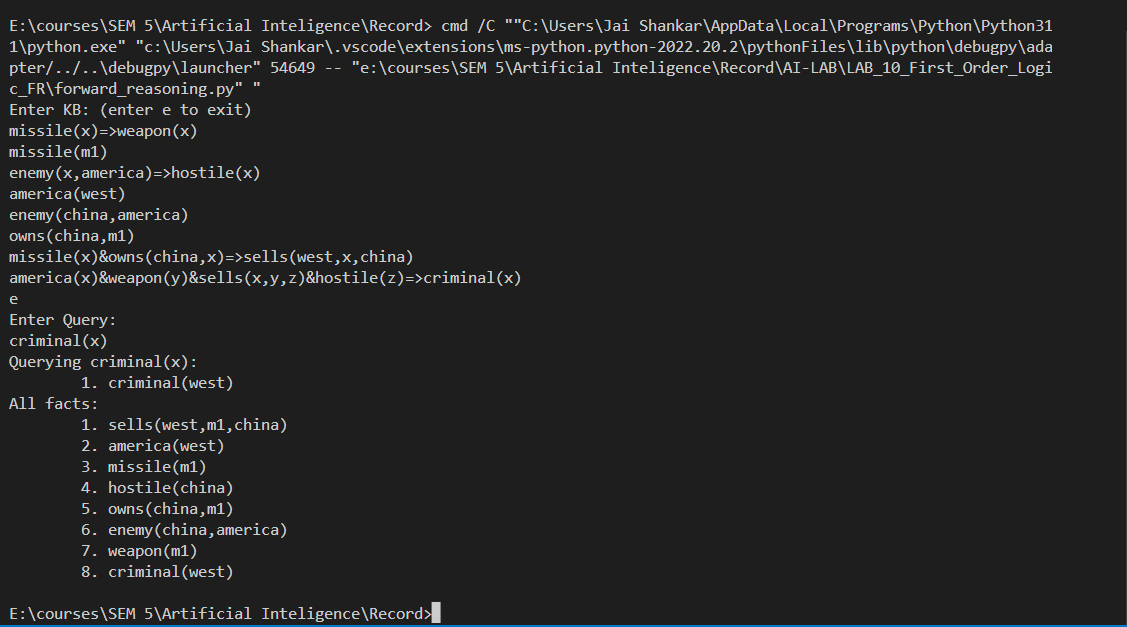 E:\courses\SEM 5\Artificial Inteligence\Record> cmd /C ""C:\Users\Jai Shankar\AppData\Local\Programs\Python\Python31
1\python.exe" "c:\Users\Jai Shankar\.vscode\extensions\ms-python.python-2022.20.2\pythonFiles\lib\python\debugpy\ada
pter/../..\debugpy\launcher" 54649 -- "e:\courses\SEM 5\Artificial Inteligence\Record\AI-LAB\LAB_10_First_Order_Logi
c_FR\forward_reasoning.py" "
Enter KB: (enter e to exit)
missile(x)=>weapon(x)
missile(m1)
enemy(x,america)=>hostile(x)
america(west)
enemy(china,america)
owns(china,m1)
missile(x)&owns(china,x)=>sells(west,x,china)
america(x)&weapon(y)&sells(x,y,z)&hostile(z)=>criminal(x)
e
Enter Query:
criminal(x)
Querying criminal(x):
1. criminal(west)
All facts:
1. sells(west,m1,china)
2. america(west)
3. missile(m1)
4. hostile(china)
5. owns(china,m1)
6. enemy(china,america)
7. weapon(m1)
8. criminal(west)
E:\courses\SEM 5\Artificial Inteligence\Record>